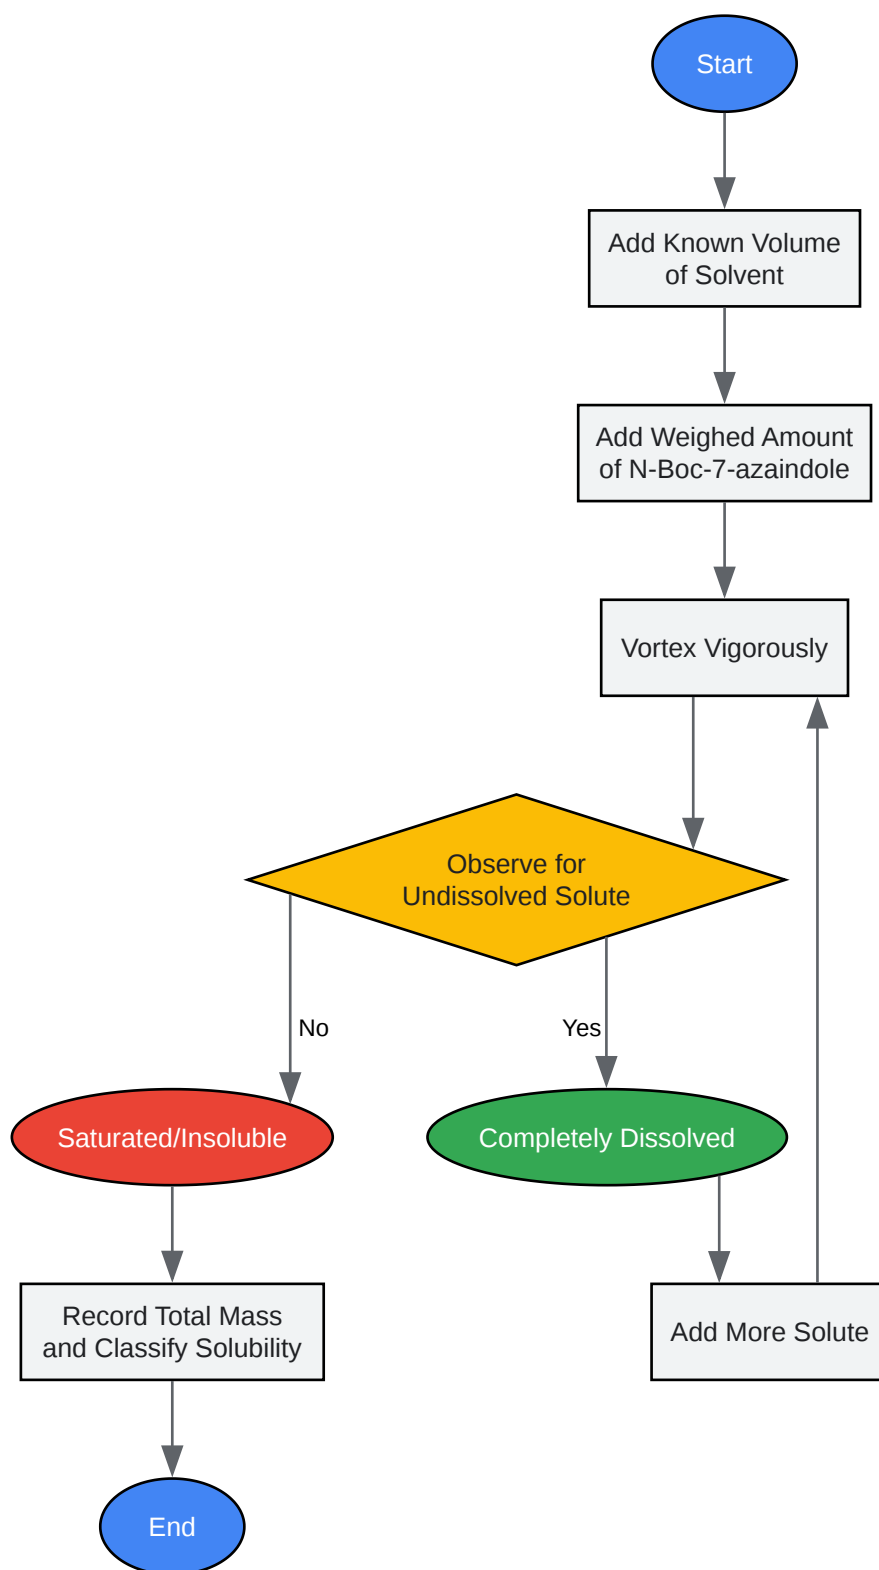 Start
Add Known Volume
of Solvent
Add Weighed Amount
of N-Boc-7-azaindole
Vortex Vigorously
Observe for
Undissolved Solute
No
Yes
Saturated/Insoluble
Completely Dissolved
Record Total Mass
and Classify Solubility
Add More Solute
End